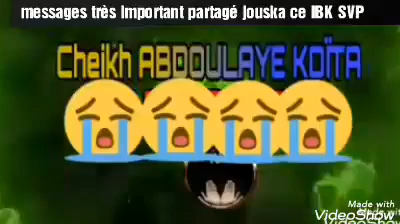 messages très important partagé jouska ce IBK SVP
Cheikh ABDOULAYE KOÏTA
Made with
VideoShow